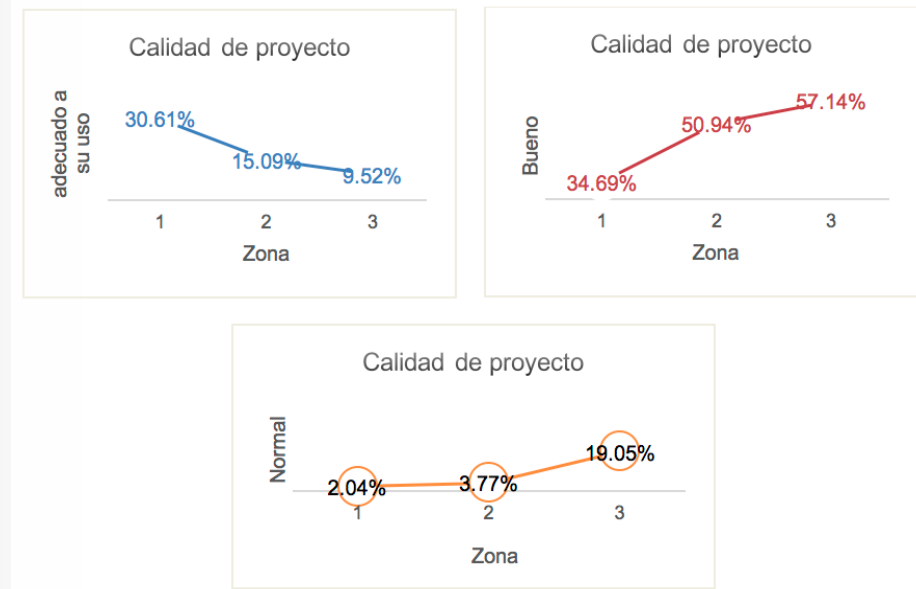 Calidad de proyecto
adecuado a
su uso
30.61%
15.09%
9.52%
1 2 3
Zona
Calidad de proyecto
Bueno
34.69%
50.94%
57.14%
1 2 3
Zona
Calidad de proyecto
Normal
2.04%
3.77%
19.05%
1 2 3
Zona